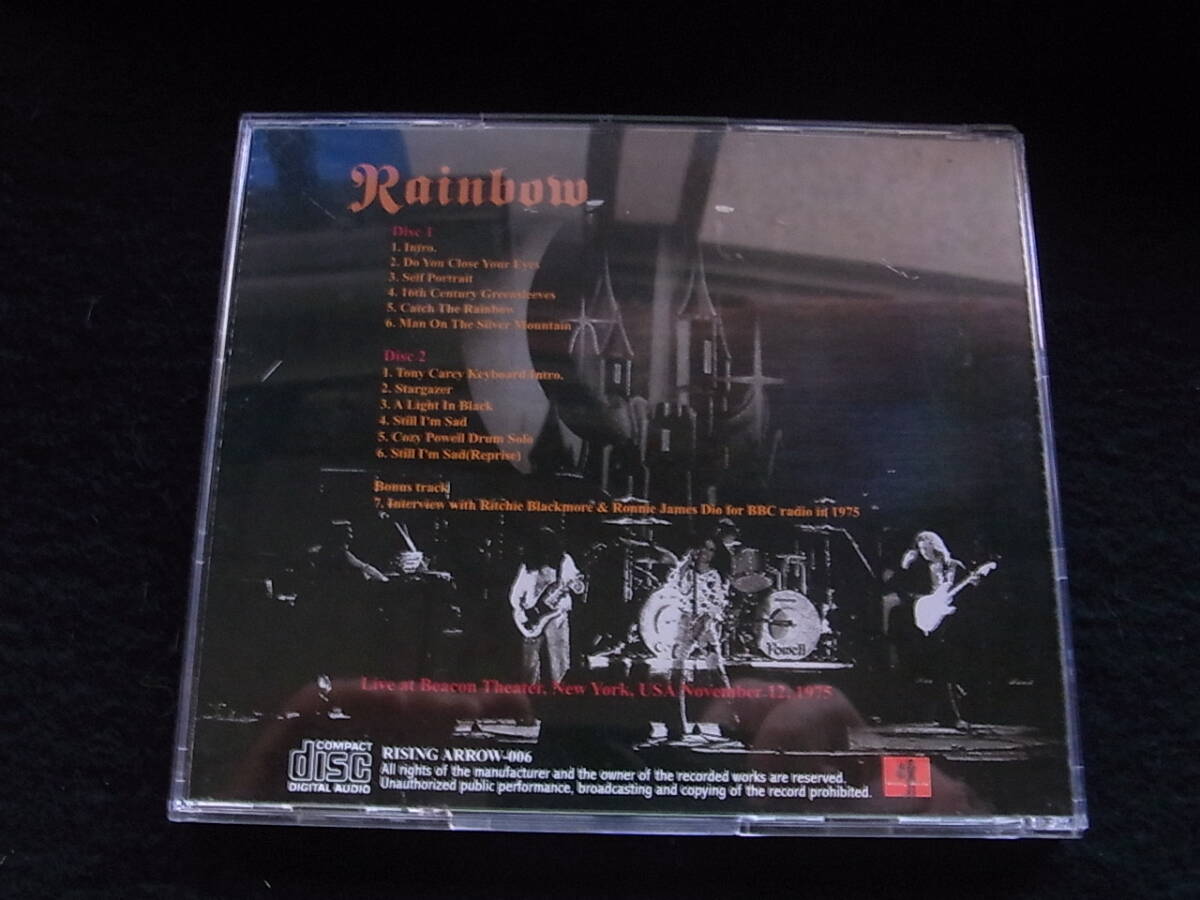 Rainbow
Disc 1
1. Intro.
2. Do You Close Your Eyes
3. Self Portrait
4. 16th Century Greensleeves
5. Catch The Rainbow
6. Man On The Silver Mountain
Disc 2
1. Tony Carey Keyboard Intro.
2. Stargazer
3. A Light In Black
4. Still I'm Sad
5. Cozy Powell Drum Solo
6. Still I'm Sad(Reprise)
Bonus track
7. Interview with Ritchie Blackmore & Ronnie James Dio for BBC radio in 1975
Powell
Live at Beacon Theater, New York, USA November 12, 1975
COMPACT
disc
DIGITAL AUDIO
RISING ARROW-006
All rights of the manufacturer and the owner of the recorded works are reserved.
Unauthorized public performance, broadcasting and copying of the record prohibited.